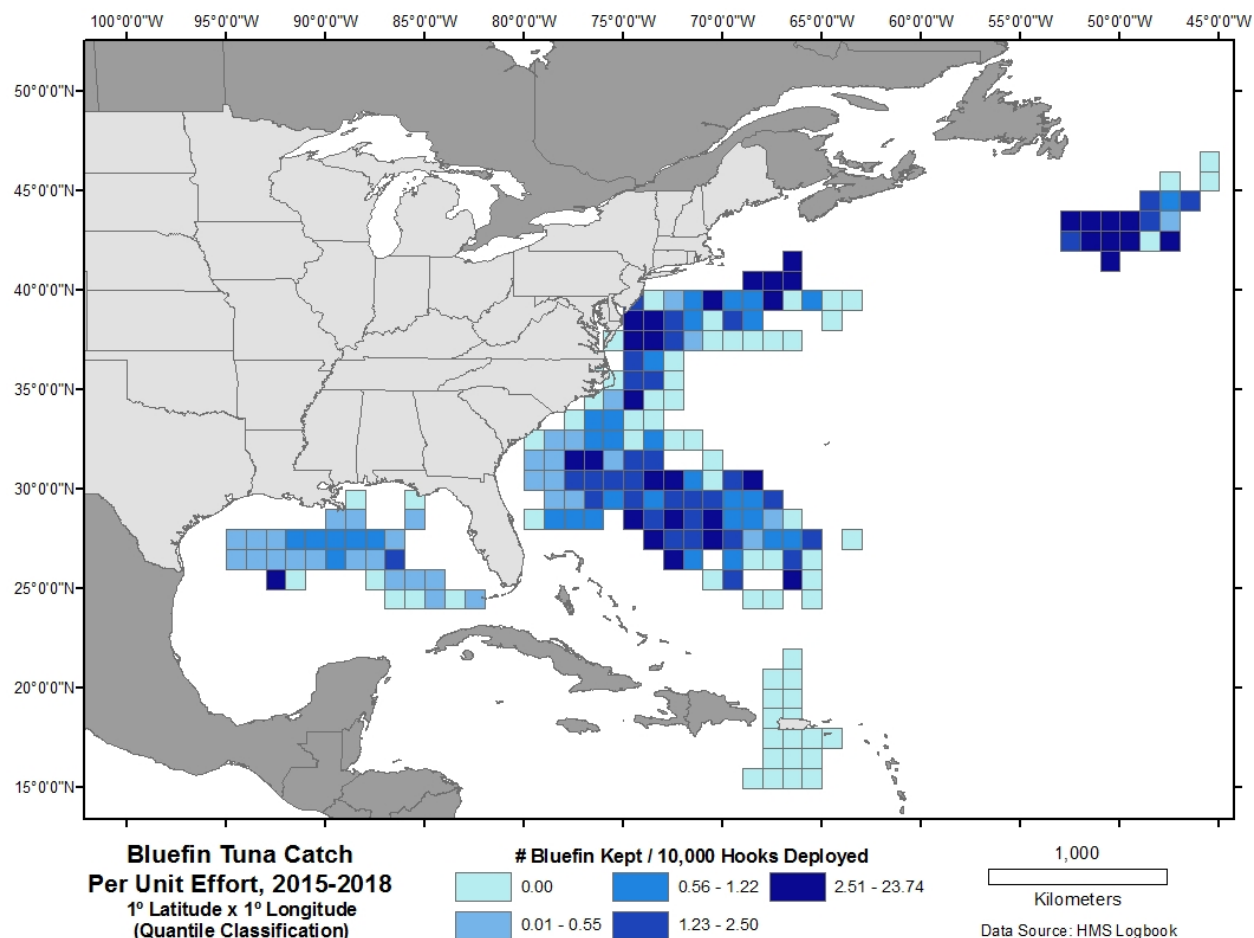 100°0'0"W 95°0'0"W 90°0'0"W 85°0'0"W 80°0'0"W 75°0'0"W 70°0'0"W 65°0'0"W 60°0'0"W 55°0'0"W 50°0'0"W 45°0'0"W
50°0'0"N
45°0'0"N
40°0'0"N
35°0'0"N
30°0'0"N
25°0'0"N
20°0'0"N
15°0'0"N
Bluefin Tuna Catch
Per Unit Effort, 2015-2018
1º Latitude x 1º Longitude
(Quantile Classification)
# Bluefin Kept / 10,000 Hooks Deployed
0.00 0.56 - 1.22 2.51 - 23.74
0.01 - 0.55 1.23 - 2.50
1,000
Kilometers
Data Source: HMS Logbook